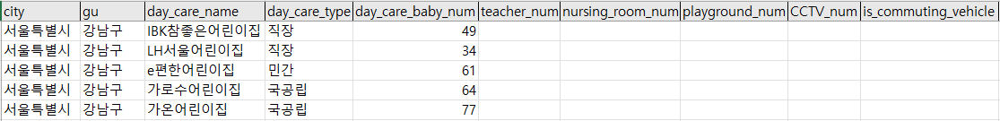 city gu day_care_name day_care_type day_care_baby_num teacher_num nursing_room_num playground_num CCTV_num is_commuting_vehicle
서울특별시 강남구 IBK참좋은어린이집 직장 49
서울특별시 강남구 LH서울어린이집 직장 34
서울특별시 강남구 e편한어린이집 민간 61
서울특별시 강남구 가로수어린이집 국공립 64
서울특별시 강남구 가온어린이집 국공립 77